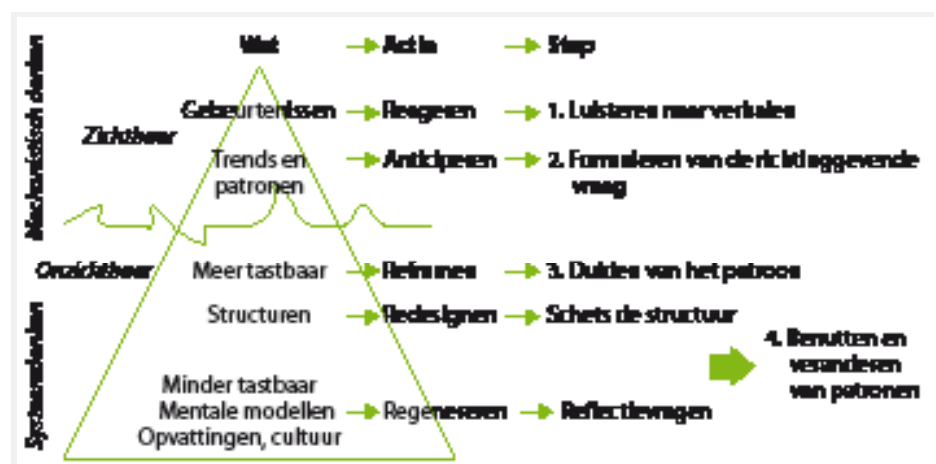 Wat Actie Stap
Gebeurtenissen Reageren 1. Luisteren naar verhalen
Zichtbaar
Trends en Anticiperen 2. Formuleren van de richtinggevende
patronen vraag
Mechanistisch denken
Onzichtbaar Meer tastbaar Reframen 3. Duiden van het patroon
Structuren Redesignen Schets de structuur
4. Benutten en
veranderen
van patronen
Minder tastbaar
Mentale modellen Regenereren Reflectievragen
Opvattingen, cultuur
Systeemdenken